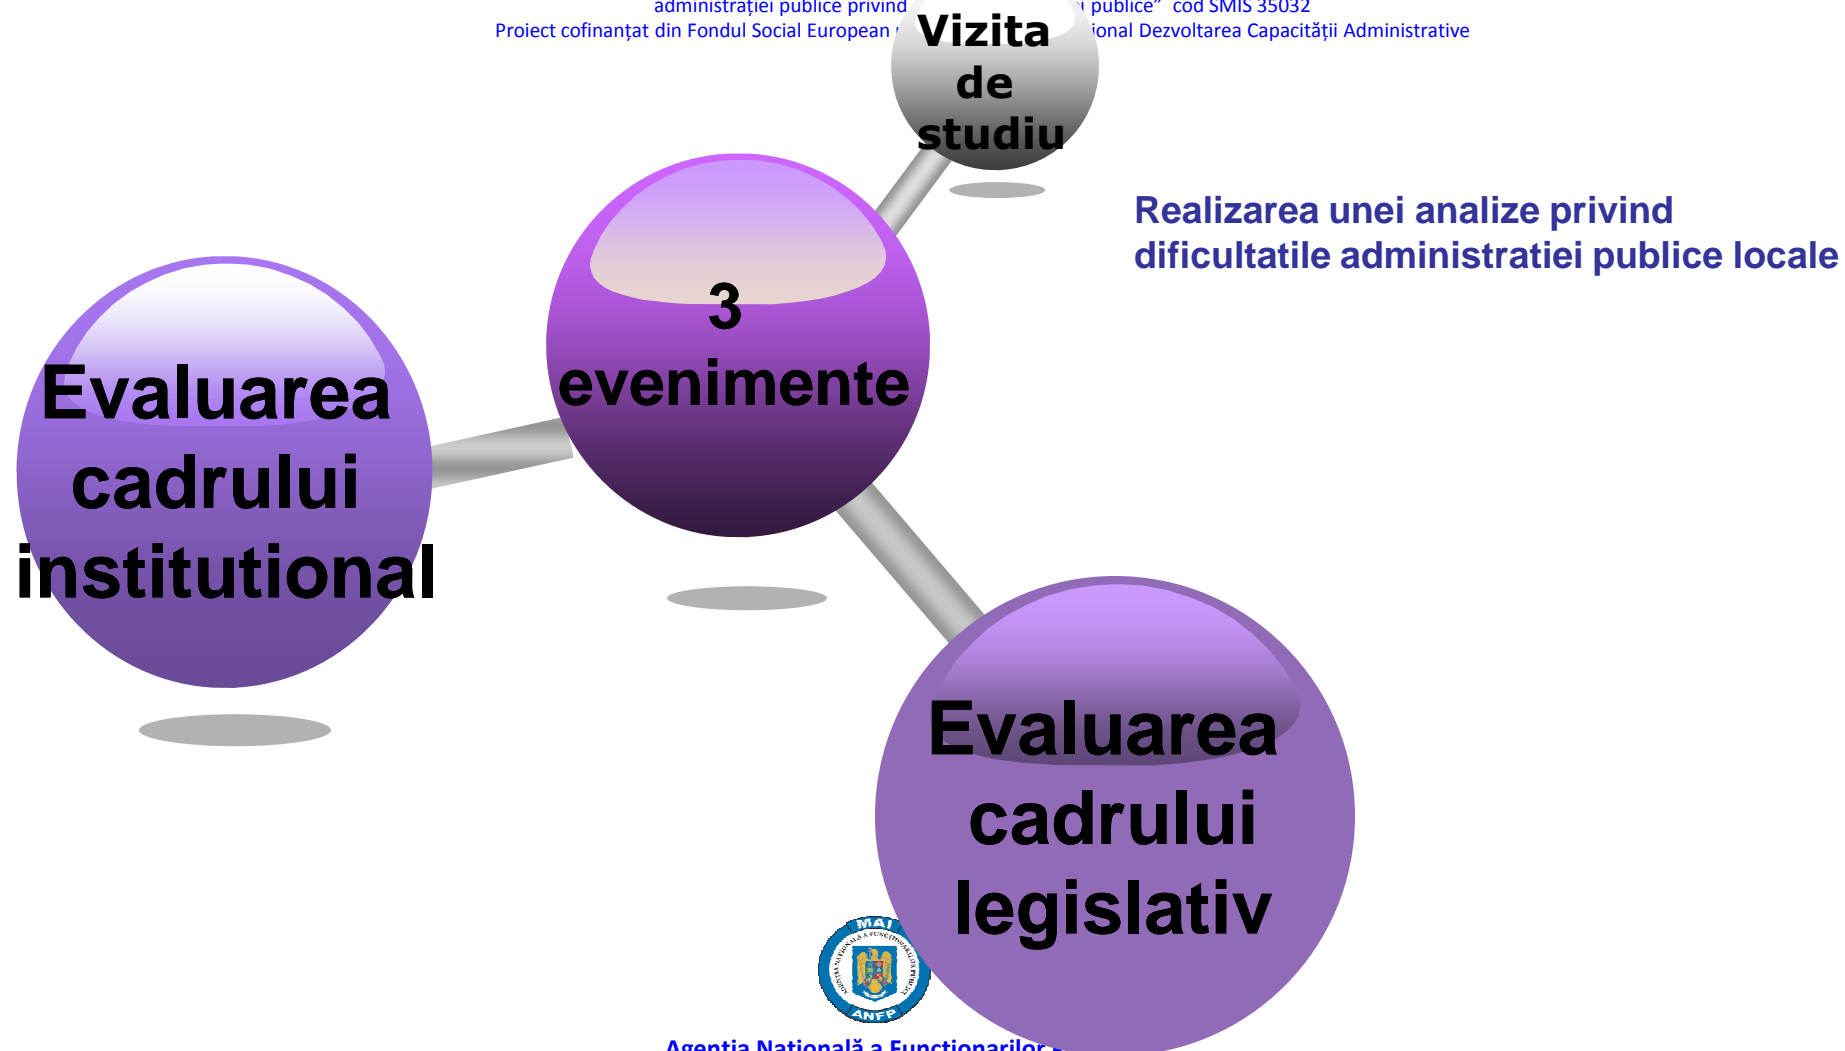 administrației publice privind publice" cod SMIS 35032
Proiect cofinanțat din Fondul Social European Dezvoltarea Capacității Administrative
Vizita
de
studiu
Realizarea unei analize privind
dificultatile administratiei publice locale
3
evenimente
Evaluarea
cadrului
institutional
Evaluarea
cadrului
legislativ
MAI
ANFP
Agenția Națională a Funcționarilor